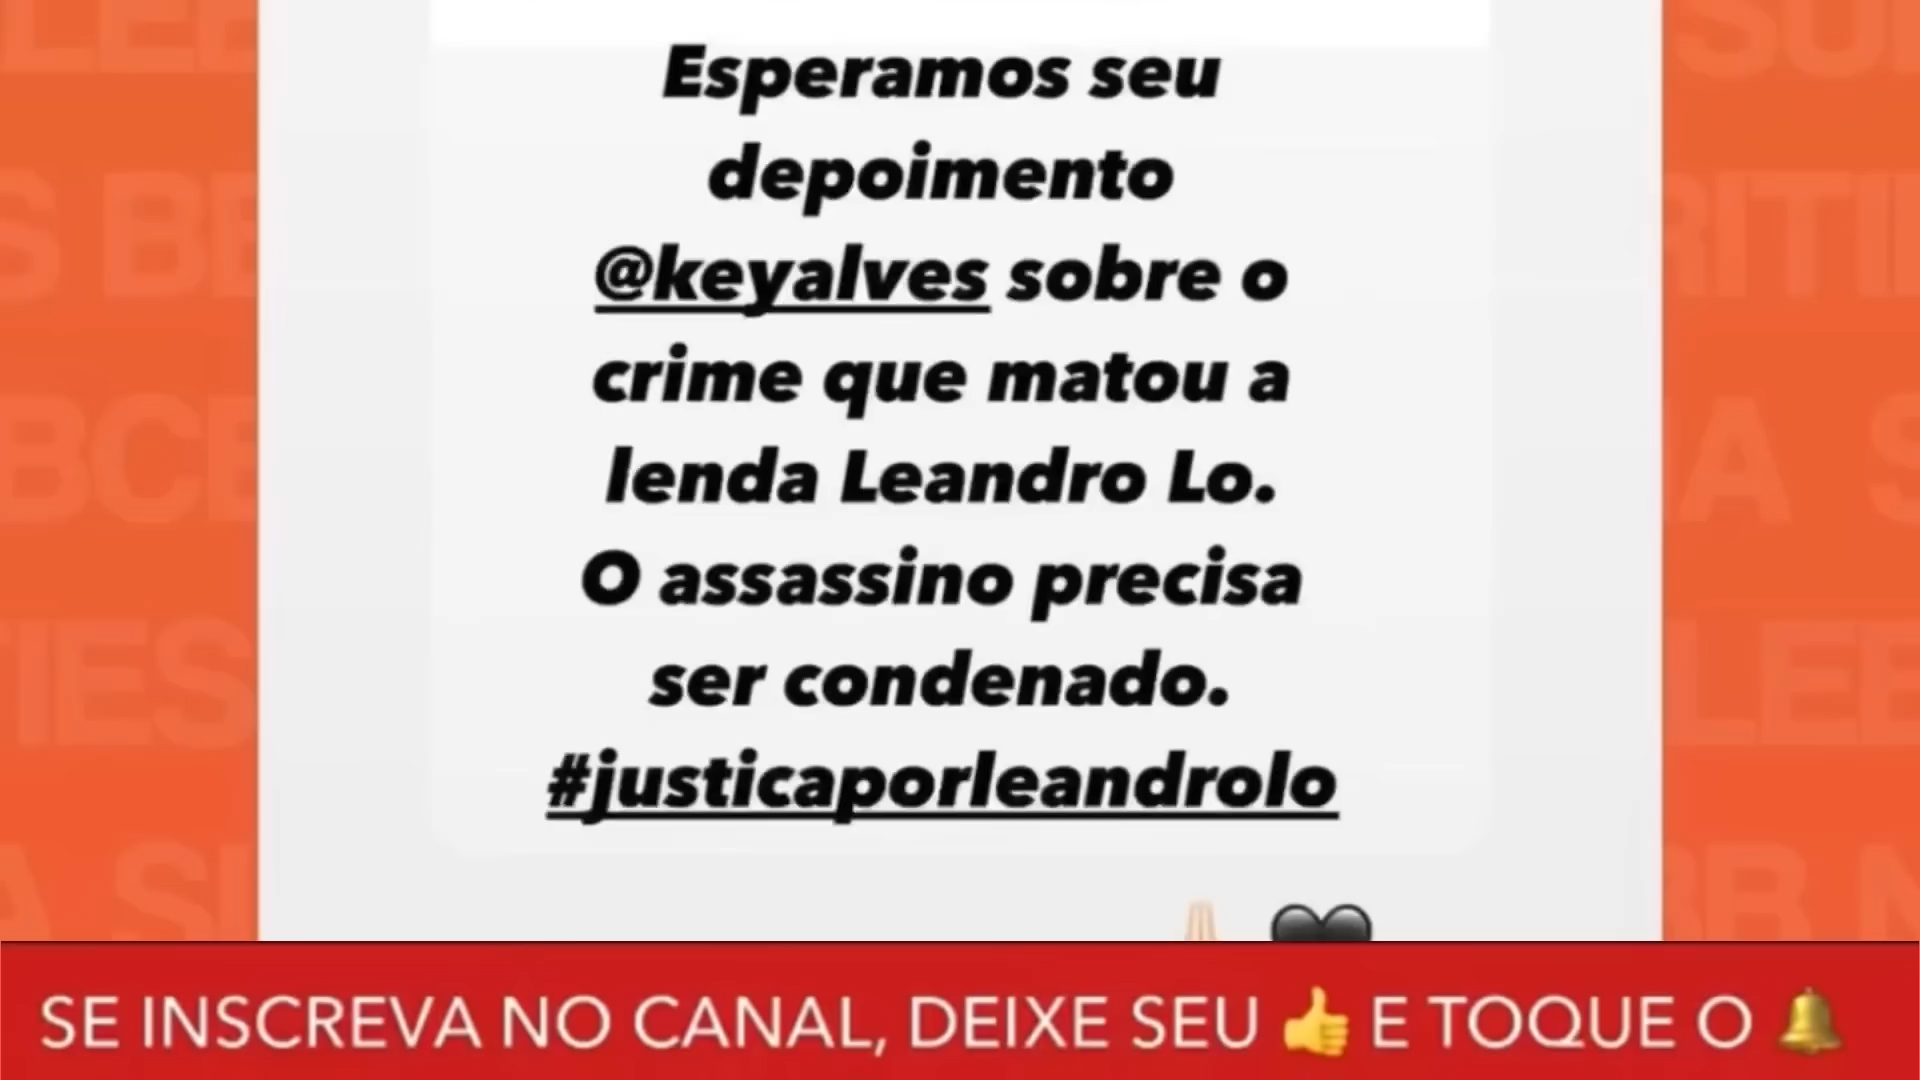 Esperamos seu
depoimento
@keyalves sobre o
crime que matou a
lenda Leandro Lo.
O assassino precisa
ser condenado.
#justicaporleandrolo
SE INSCREVA NO CANAL, DEIXE SEU 👍 E TOQUE O 🔔